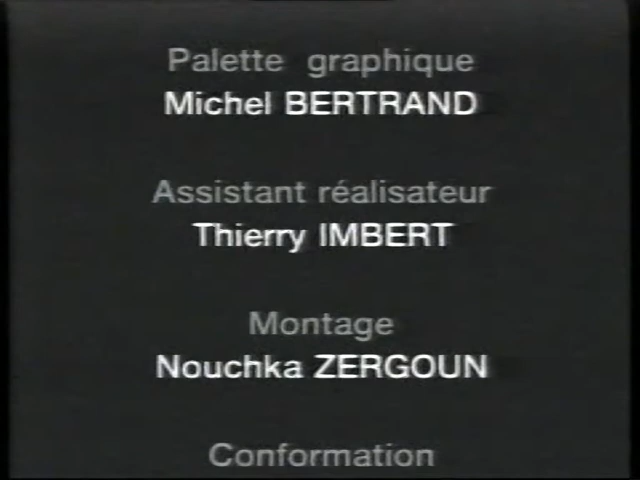 Palette graphique
Michel BERTRAND
Assistant réalisateur
Thierry IMBERT
Montage
Nouchka ZERGOUN
Conformation